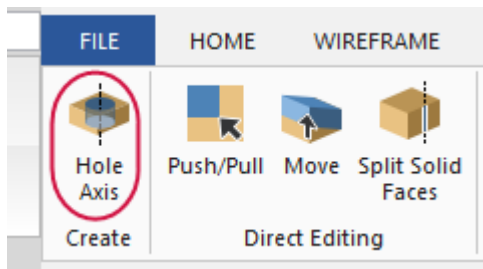 FILE HOME WIREFRAME
Hole Push/Pull Move Split Solid
Axis Faces
Create Direct Editing